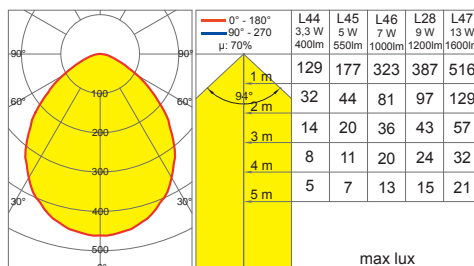 90° 90°
60° 60°
30° 30°
100
200
300
400
500
0°
0° - 180°
90° - 270
µ: 70%
94°
1 m
2 m
3 m
4 m
5 m
L44 L45 L46 L28 L47
3,3 W 5 W 7 W 9 W 13 W
400lm 550lm 1000lm 1200lm 1600lm
129 177 323 387 516
32 44 81 97 129
14 20 36 43 57
8 11 20 24 32
5 7 13 15 21
max lux